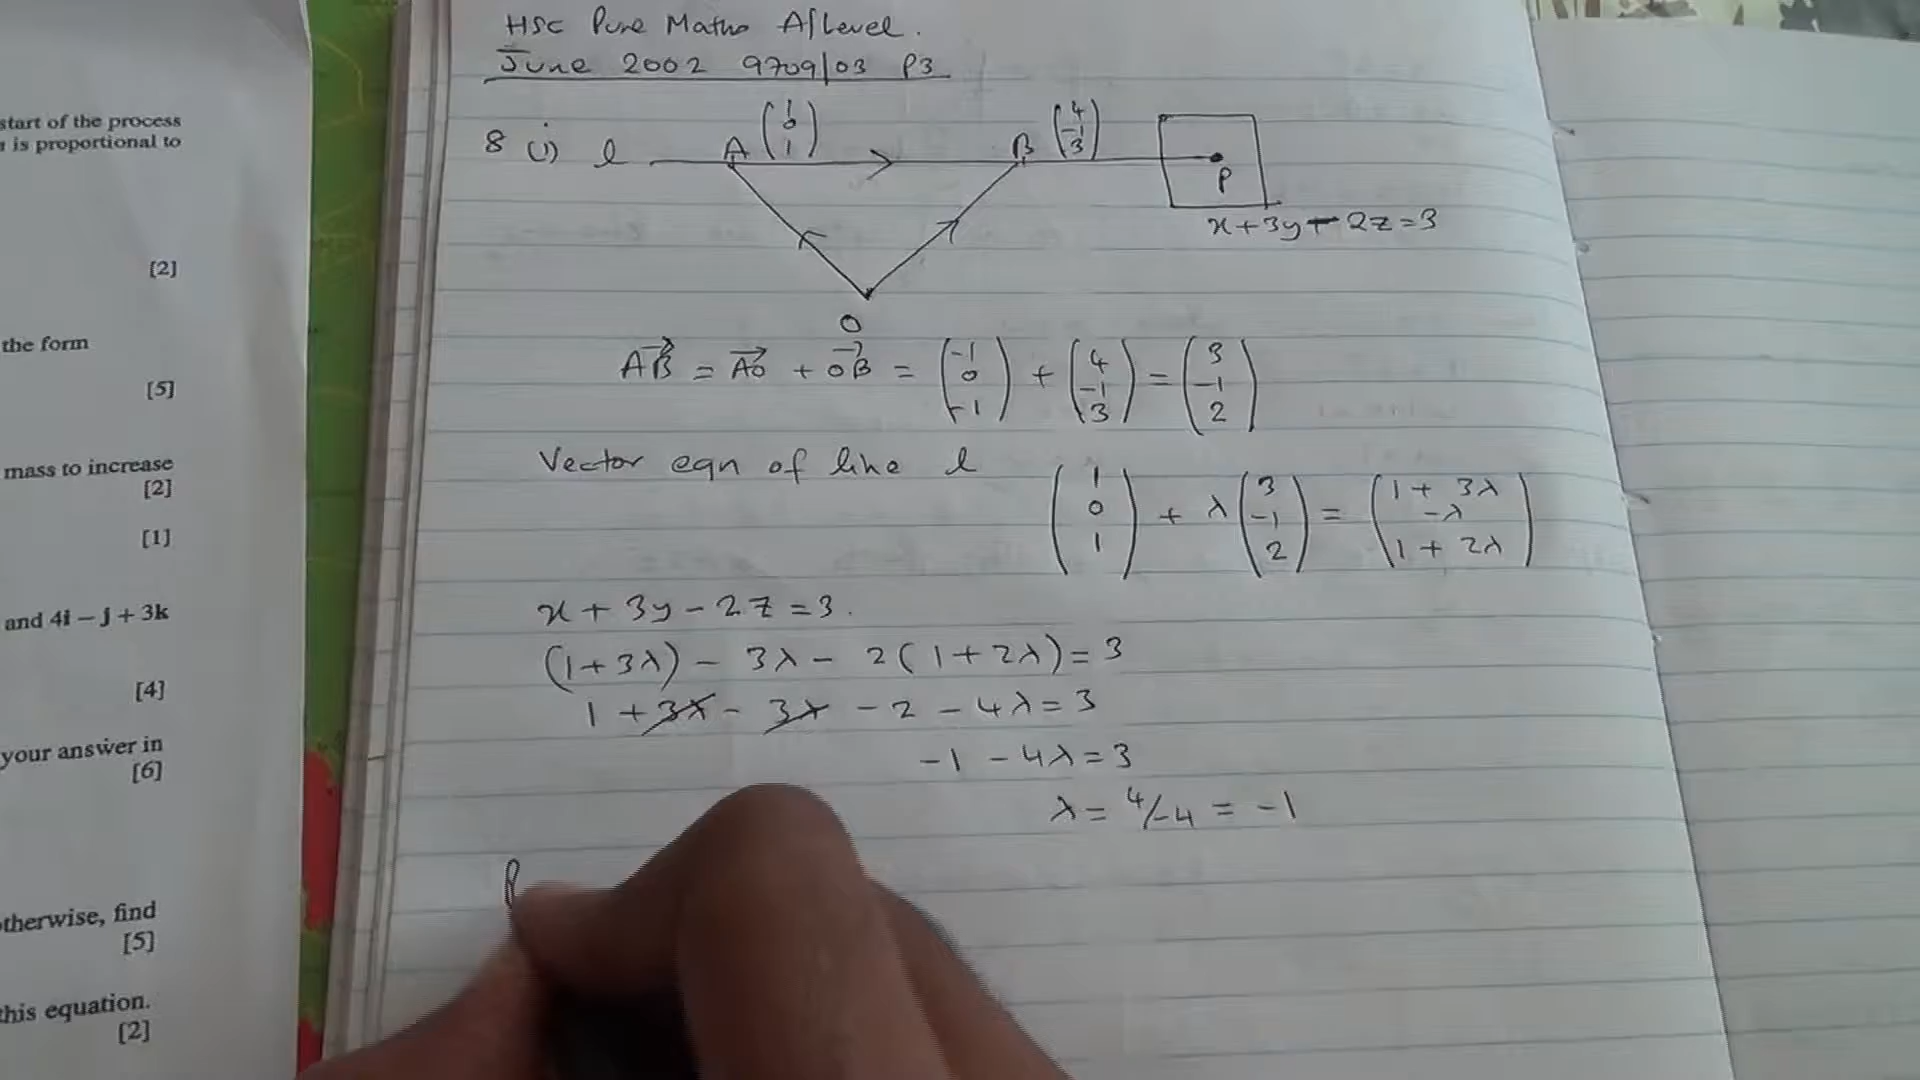 start of the process
is proportional to
[2]
the form
[5]
mass to increase
[2]
[1]
and 4i – j + 3k
[4]
your answer in
[6]
therwise, find
[5]
this equation.
[2]
HSC Pure Maths A/Level.
June 2002 9709/03 P3
8 (i) l A (1 0 1) B (4 -1 3)
P
x+3y-2z=3
O
AB = AO + OB = (-1 0 -1) + (4 -1 3) = (3 -1 2)
Vector eqn of line l
(1 0 1) + λ (3 -1 2) = (1 + 3λ -λ 1 + 2λ)
x + 3y - 2z = 3.
(1+3λ) - 3λ - 2(1+2λ) = 3
1 + 3λ - 3λ - 2 - 4λ = 3
-1 - 4λ = 3
λ = 4/-4 = -1
P